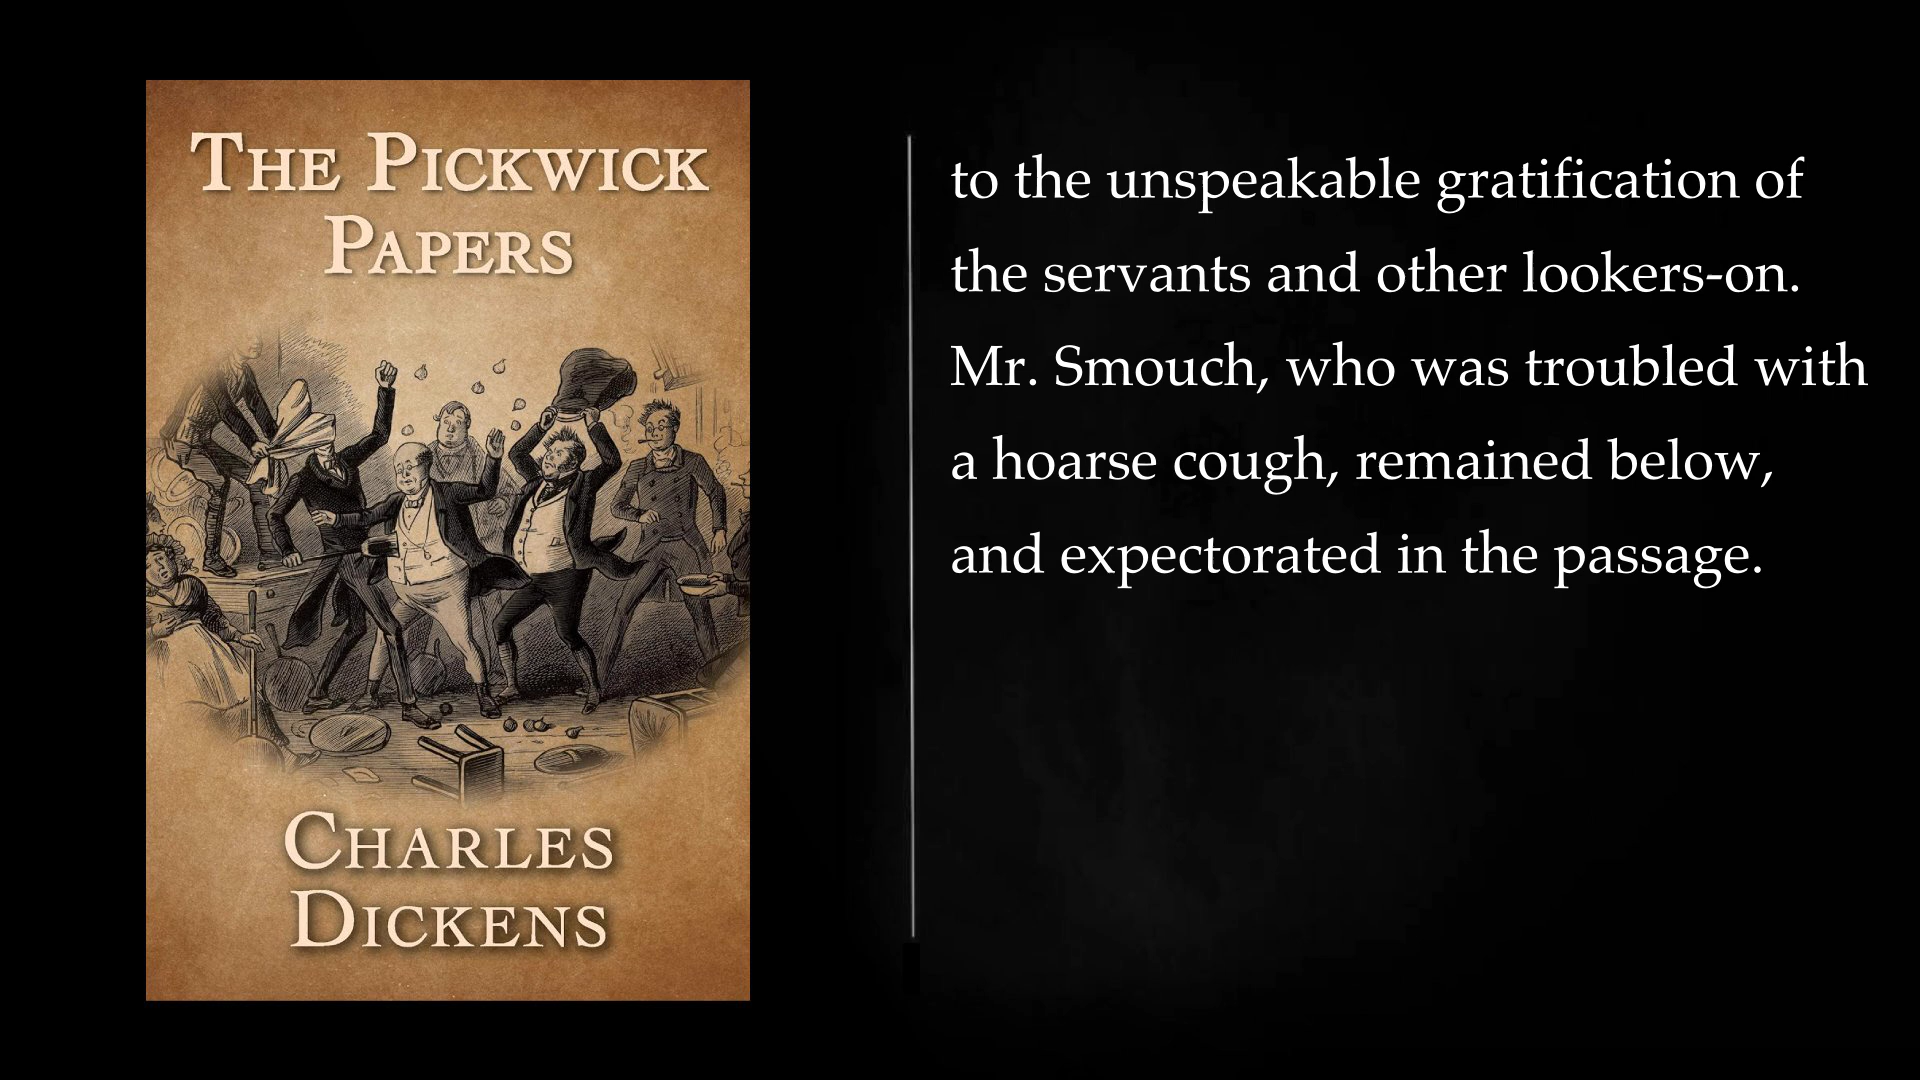 THE PICKWICK
PAPERS
CHARLES
DICKENS
to the unspeakable gratification of
the servants and other lookers-on.
Mr. Smouch, who was troubled with
a hoarse cough, remained below,
and expectorated in the passage.